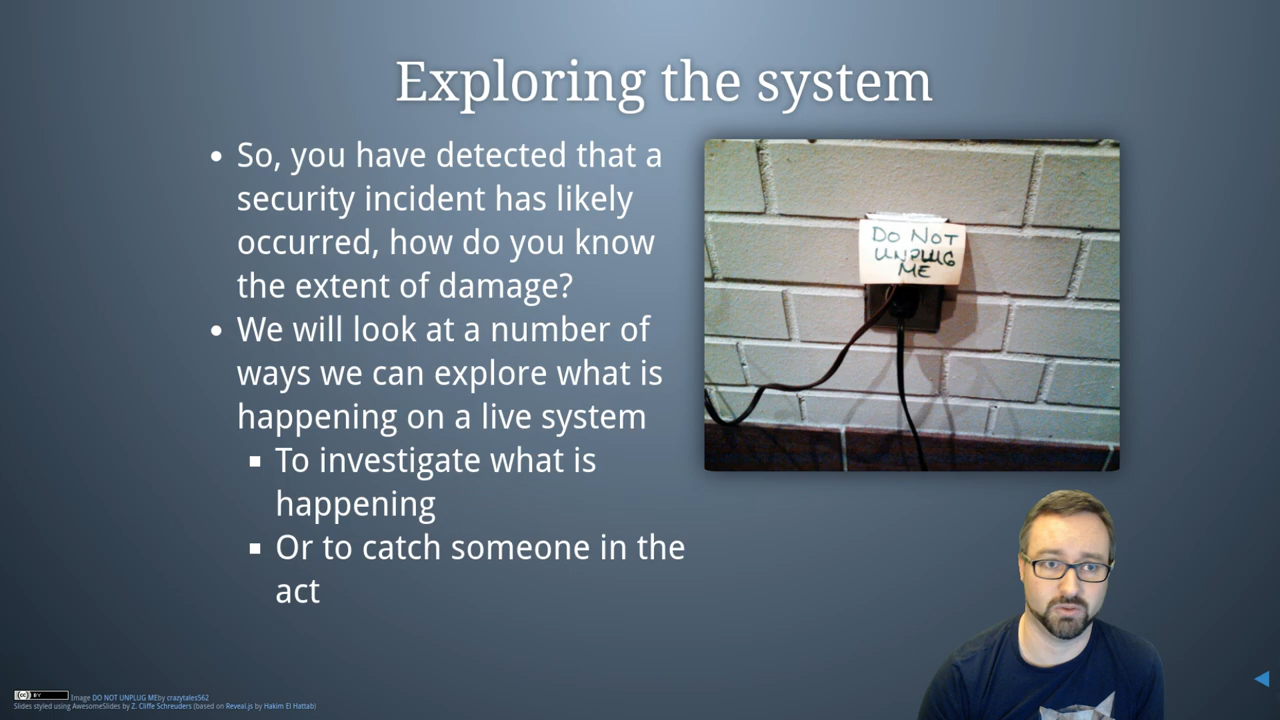 Exploring the system
• So, you have detected that a
security incident has likely
occurred, how do you know
the extent of damage?
• We will look at a number of
ways we can explore what is
happening on a live system
▪ To investigate what is
happening
▪ Or to catch someone in the
act
DO NOT
UNPLUG
ME
CC BY Image DO NOT UNPLUG MEby crazytales562
Slides styled using AwesomeSlides by Z. Cliffe Schreuders (based on Reveal.js by Hakim El Hattab)